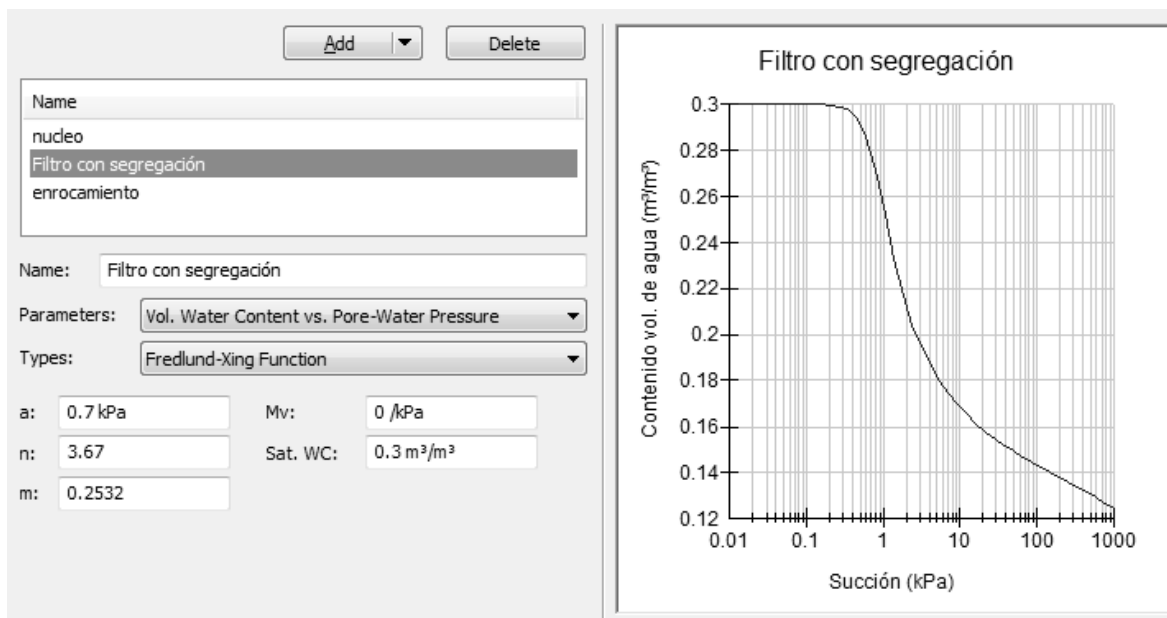 Add
Delete
Name
nucleo
Filtro con segregación
enrocamiento
Name: Filtro con segregación
Parameters: Vol. Water Content vs. Pore-Water Pressure
Types: Fredlund-Xing Function
a: 0.7 kPa Mv: 0 /kPa
n: 3.67 Sat. WC: 0.3 m³/m³
m: 0.2532
Filtro con segregación
Contenido vol. de agua (m³/m³)
0.3
0.28
0.26
0.24
0.22
0.2
0.18
0.16
0.14
0.12
0.01 0.1 1 10 100 1000
Succión (kPa)